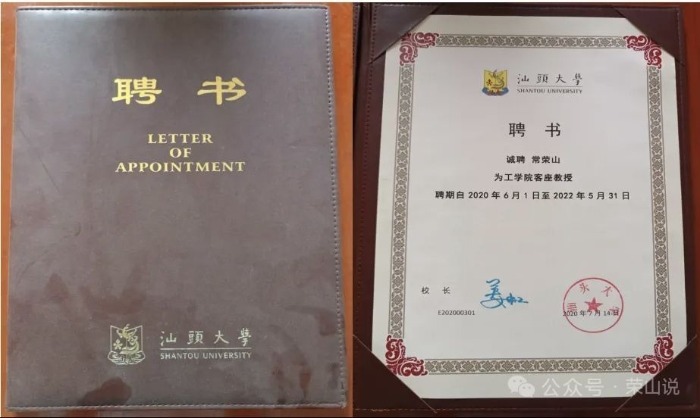 聘书
LETTER
OF
APPOINTMENT
汕頭大學
SHANTOU UNIVERSITY
汕頭大學
SHANTOU UNIVERSITY
聘书
诚聘 常荣山
为工学院客座教授
聘期自 2020 年 6 月 1 日至 2022 年 5 月 31 日
校 长
E202000301
2020 年 7 月 14 日
公众号 · 荣山说